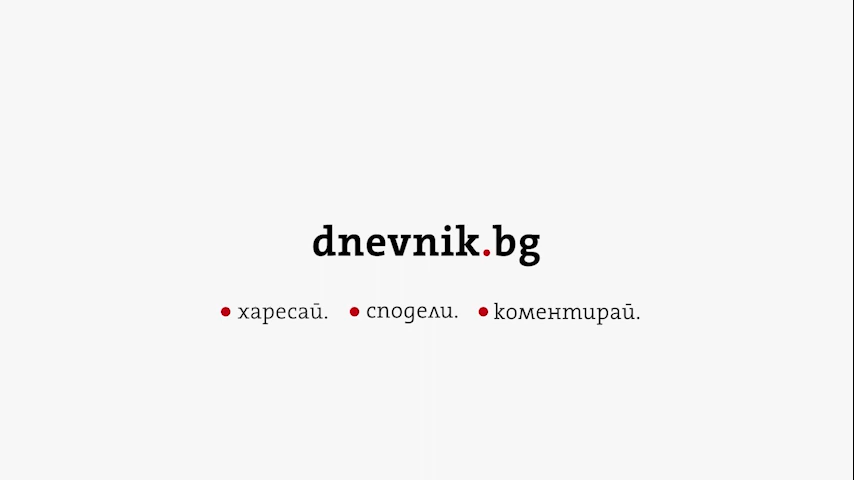 dnevnik.bg
• харесай. • сподели. • коментирай.